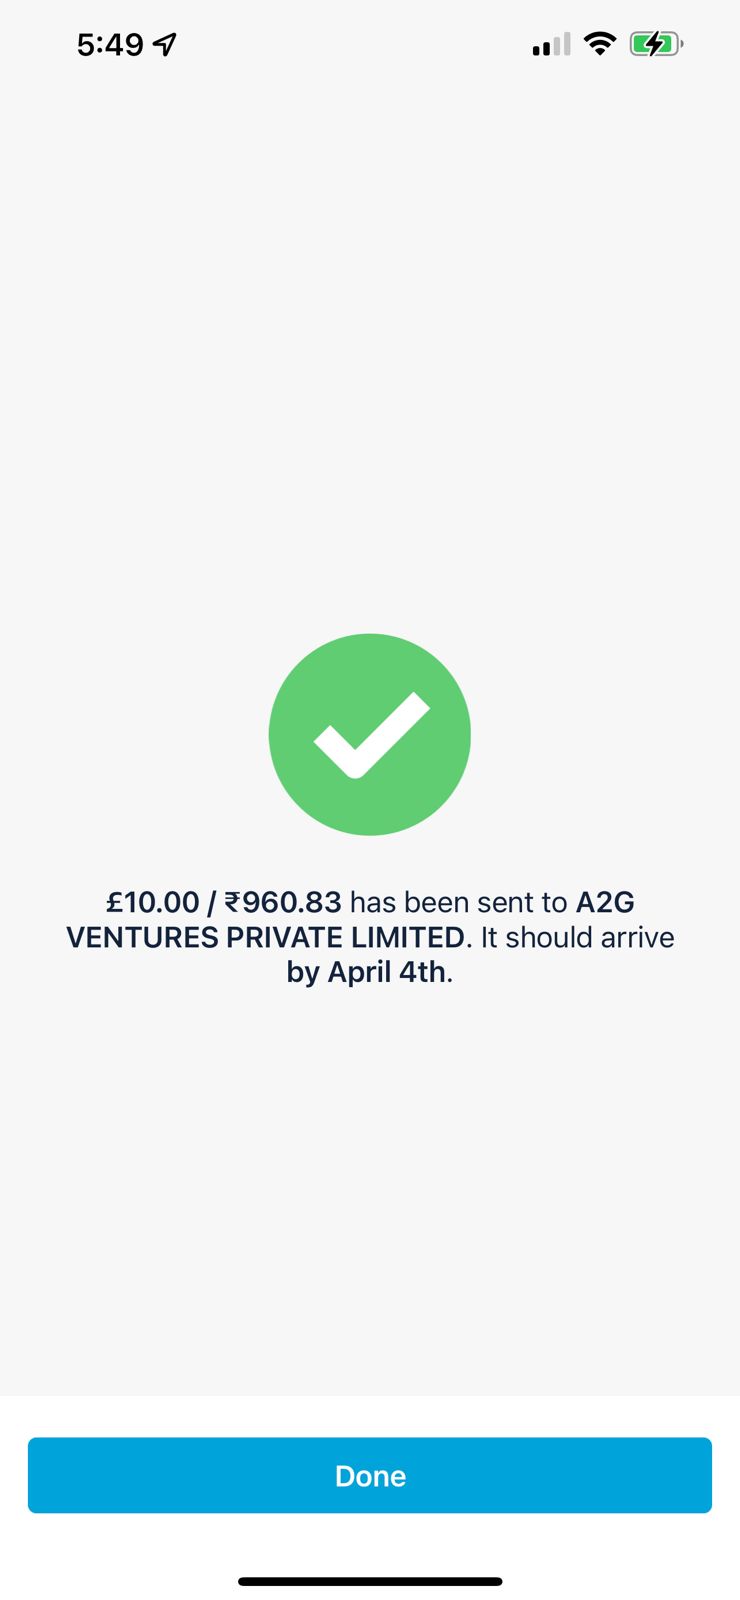 5:49
£10.00 / ₹960.83 has been sent to A2G
VENTURES PRIVATE LIMITED. It should arrive
by April 4th.
Done